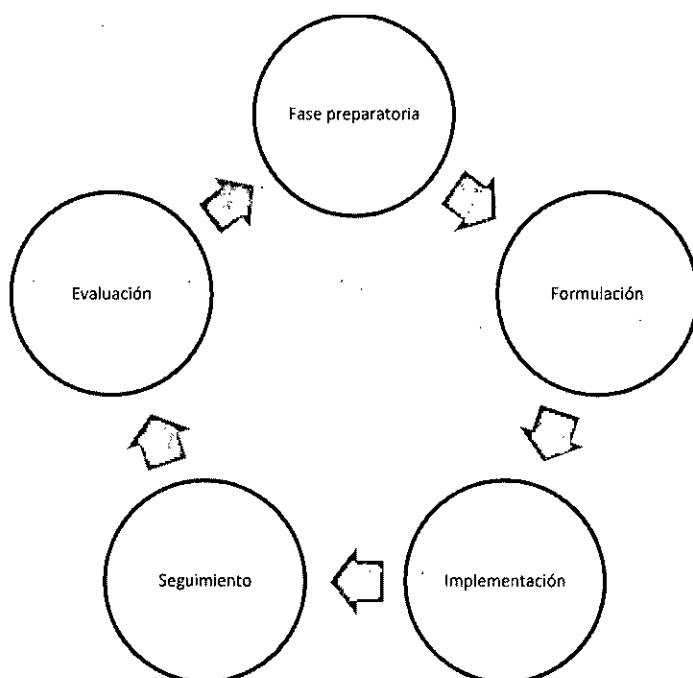 Fase preparatoria
Formulación
Implementación
Seguimiento
Evaluación